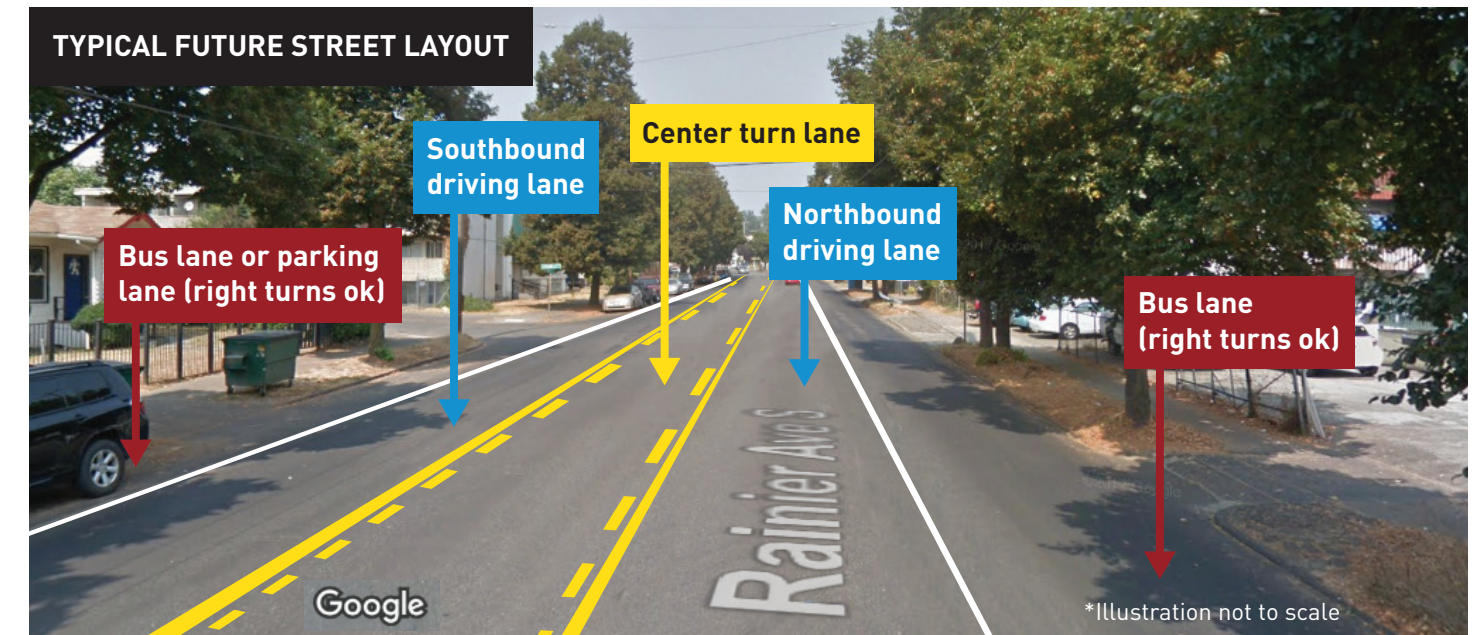 TYPICAL FUTURE STREET LAYOUT
Center turn lane
Southbound
driving lane
Northbound
driving lane
Bus lane or parking
lane (right turns ok)
Bus lane
(right turns ok)
Rainier Ave S
Google
*Illustration not to scale